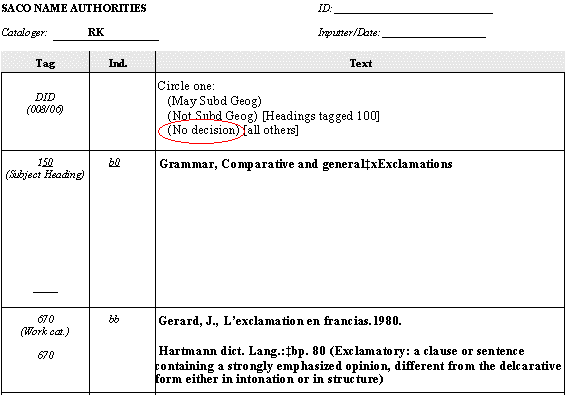 SACO NAME AUTHORITIES ID:
Cataloger: RK Inputter/Date:
Tag Ind. Text
DID
(008/06)
Circle one:
(May Subd Geog)
(Not Subd Geog) [Headings tagged 100]
(No decision) [all others]
150 b0 Grammar, Comparative and general‡xExclamations
(Subject Heading)
670 bb Gerard, J., L'exclamation en francias.1980.
(Work cat.)
670 Hartmann dict. Lang.:‡bp. 80 (Exclamatory: a clause or sentence
containing a strongly emphasized opinion, different from the delcarative
form either in intonation or in structure)